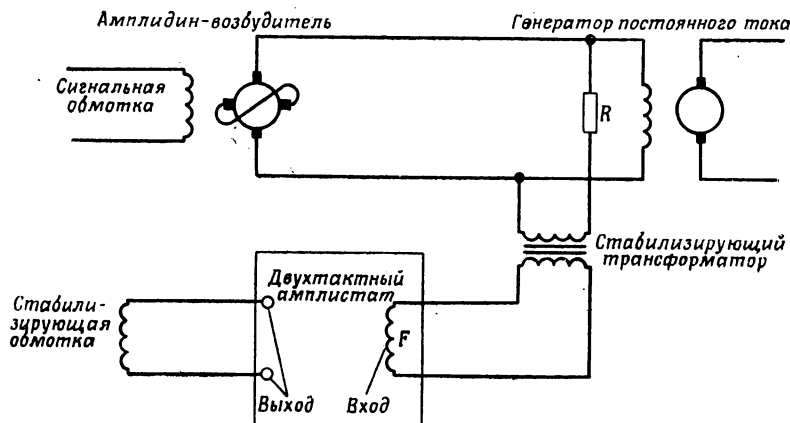 Амплидин-возбудитель
Генератор постоянного тока
Сигнальная
обмотка
R
Стабилизирующий
трансформатор
Двухтактный
амплистат
Стабили-
зирующая
обмотка
F
Выход
Вход